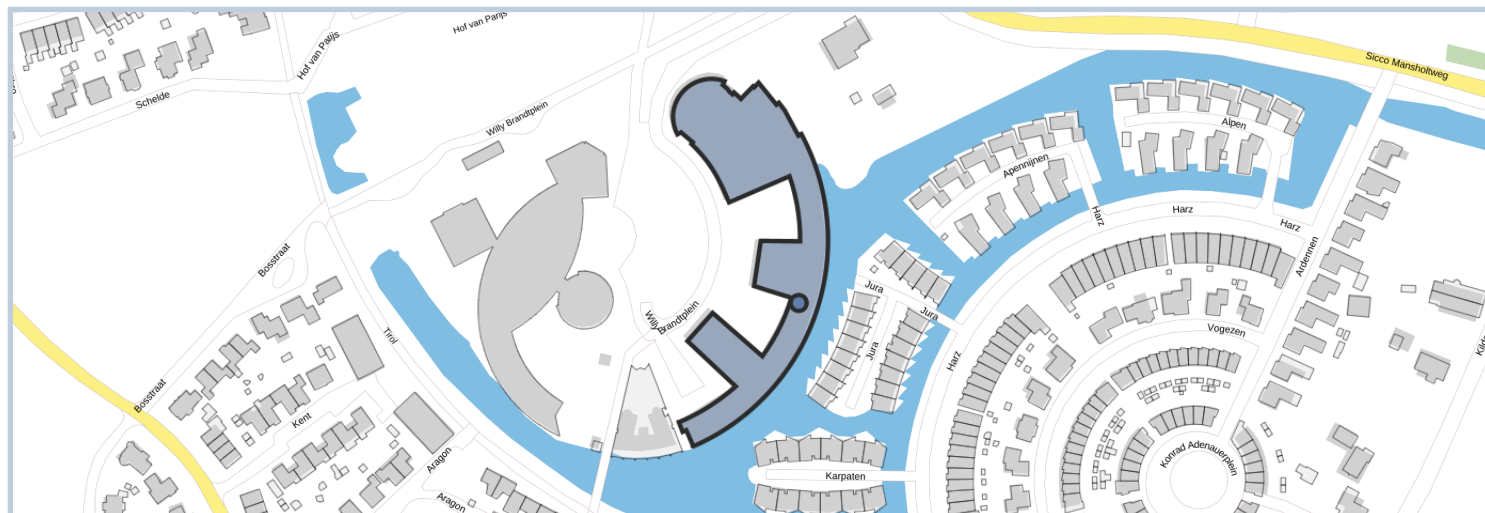 Hof van Parijs
Hof van Parijs
Sicco Mansholtweg
Schelde
Willy Brandtplein
Alpen
Apennijnen
Harz
Harz
Harz
Bosstraat
Ardennen
Jura
Jura
Willy
Brandtplein
Tirol
Vogezen
Jura
Harz
Bosstraat
Kent
Aragon
Konrad Adenauerplein
Karpaten
Aragon